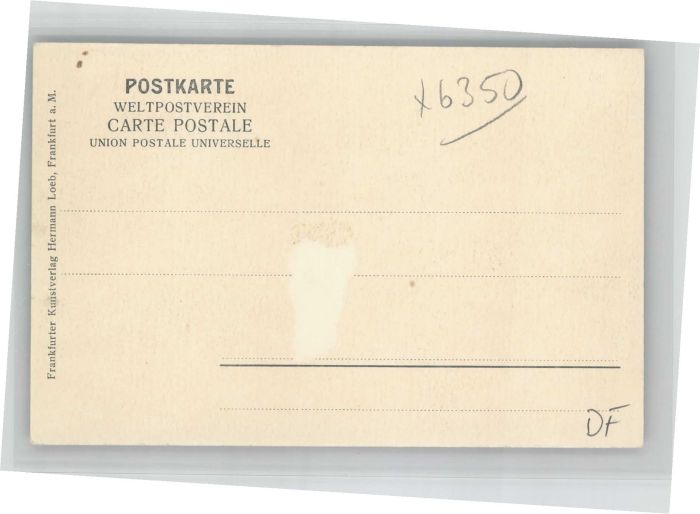 POSTKARTE
WELTPOSTVEREIN
CARTE POSTALE
UNION POSTALE UNIVERSELLE
x6350
Frankfurter Kunstverlag Hermann Loeb, Frankfurt a. M.
DF